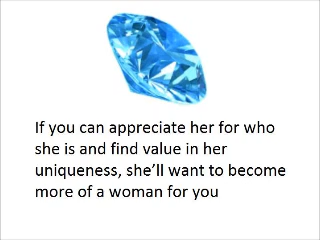 If you can appreciate her for who
she is and find value in her
uniqueness, she’ll want to become
more of a woman for you